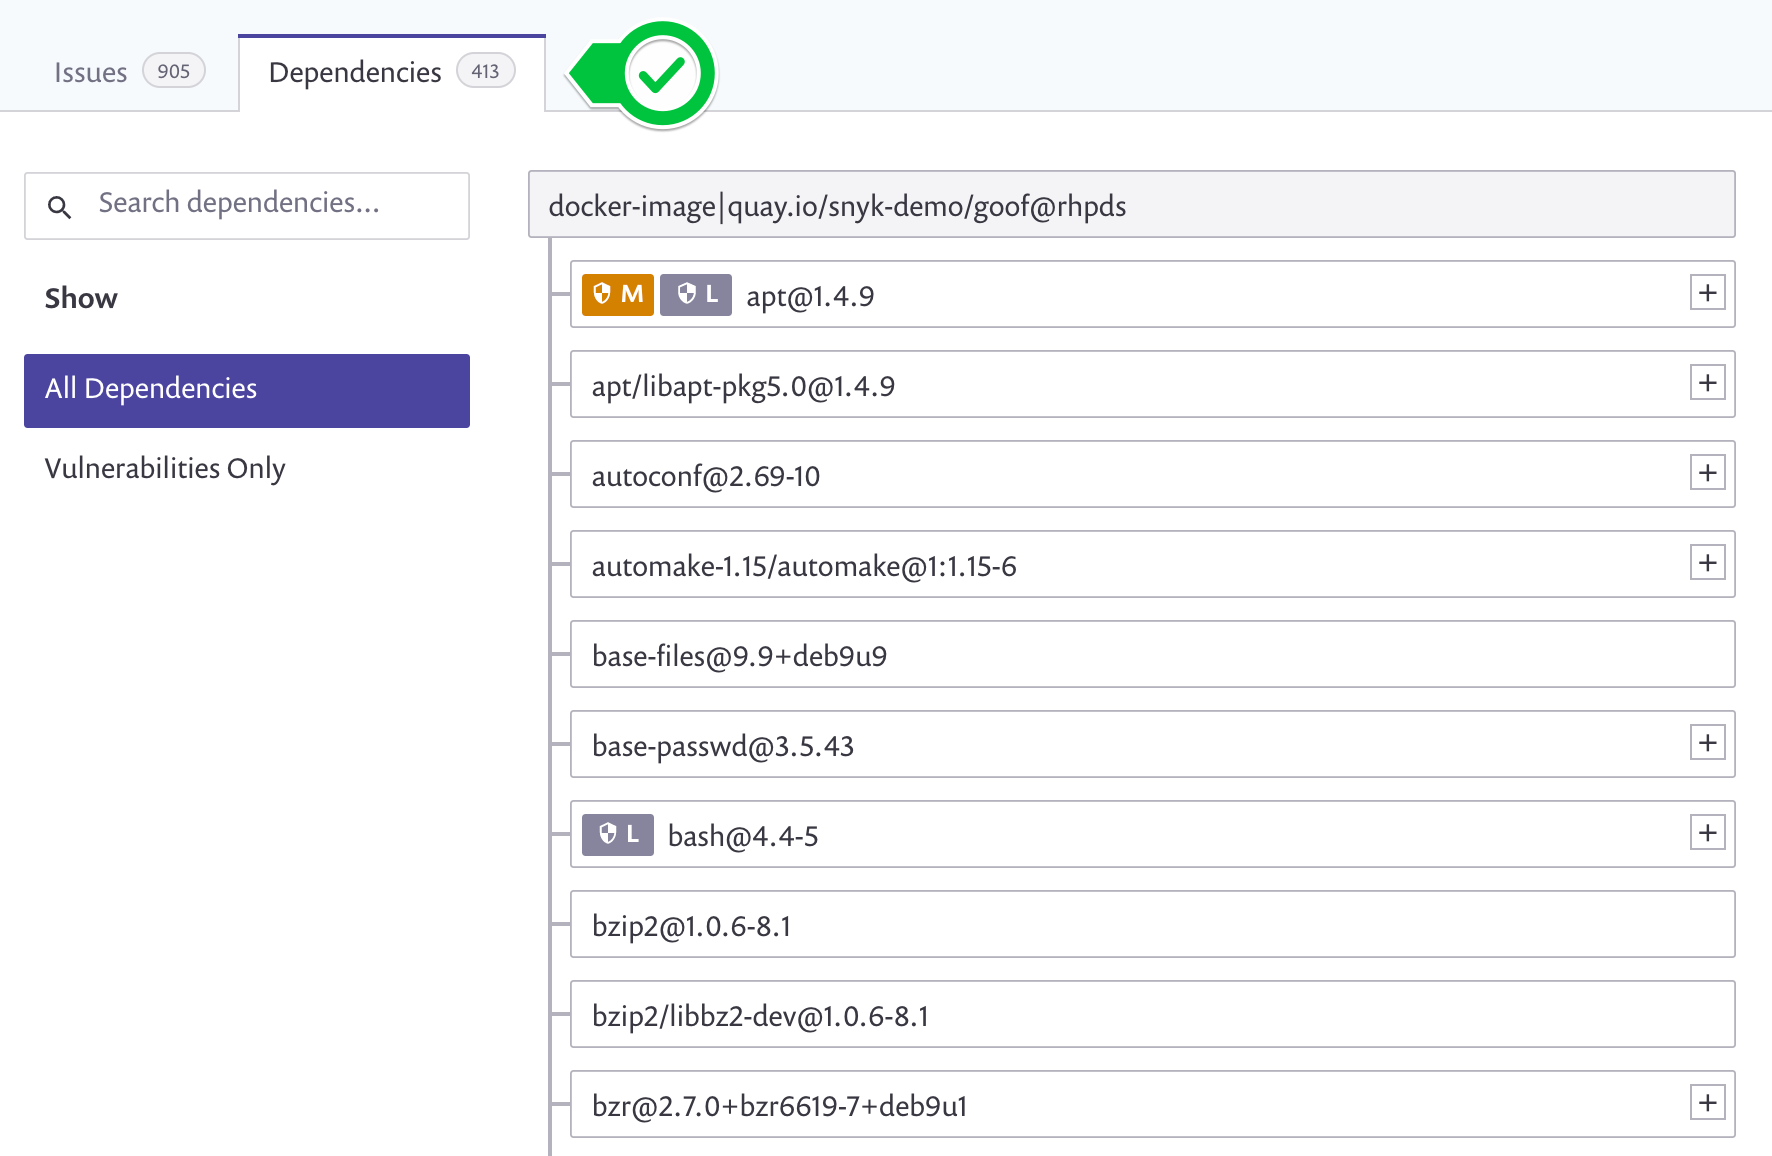 Issues 905 Dependencies 413
Search dependencies...
Show
All Dependencies
Vulnerabilities Only
docker-image|quay.io/snyk-demo/goof@rhpds
M L apt@1.4.9 +
apt/libapt-pkg5.0@1.4.9 +
autoconf@2.69-10 +
automake-1.15/automake@1:1.15-6 +
base-files@9.9+deb9u9
base-passwd@3.5.43 +
L bash@4.4-5 +
bzip2@1.0.6-8.1
bzip2/libbz2-dev@1.0.6-8.1
bzr@2.7.0+bzr6619-7+deb9u1 +